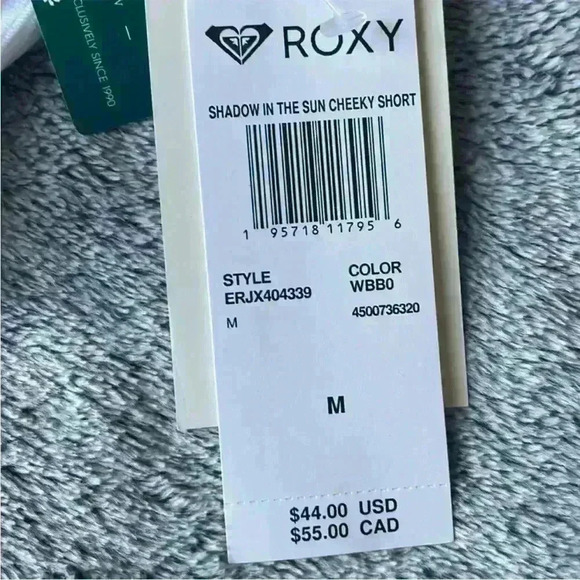 ROXY
SHADOW IN THE SUN CHEEKY SHORT
1 95718 11795 6
STYLE
ERJX404339
COLOR
WBB0
M
4500736320
M
$44.00 USD
$55.00 CAD
CLUSIVELY SINCE 1990